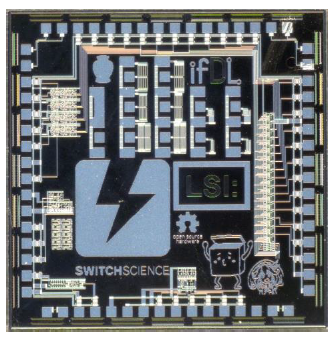 ifDL
LSI:
open source
hardware
SWITCHSCIENCE